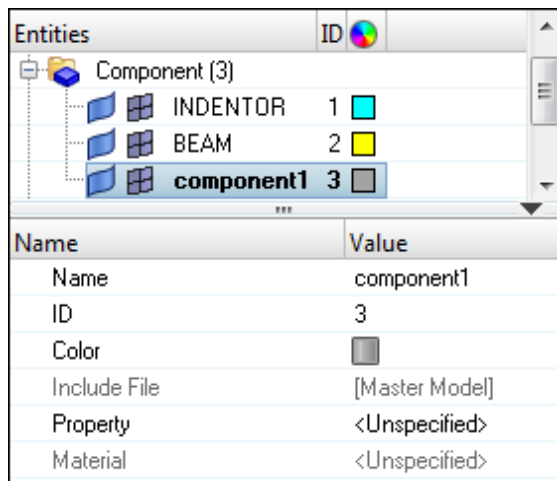 Entities ID
Component (3)
INDENTOR 1
BEAM 2
component1 3
Name Value
Name component1
ID 3
Color
Include File [Master Model]
Property <Unspecified>
Material <Unspecified>